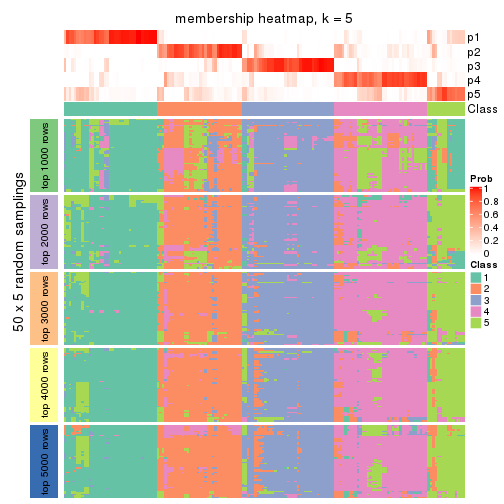 membership heatmap, k = 5
p1
p2
p3
p4
p5
Class
50 x 5 random samplings
top 1000 rows
top 2000 rows
top 3000 rows
top 4000 rows
top 5000 rows
Prob
1
0.8
0.6
0.4
0.2
0
Class
1
2
3
4
5